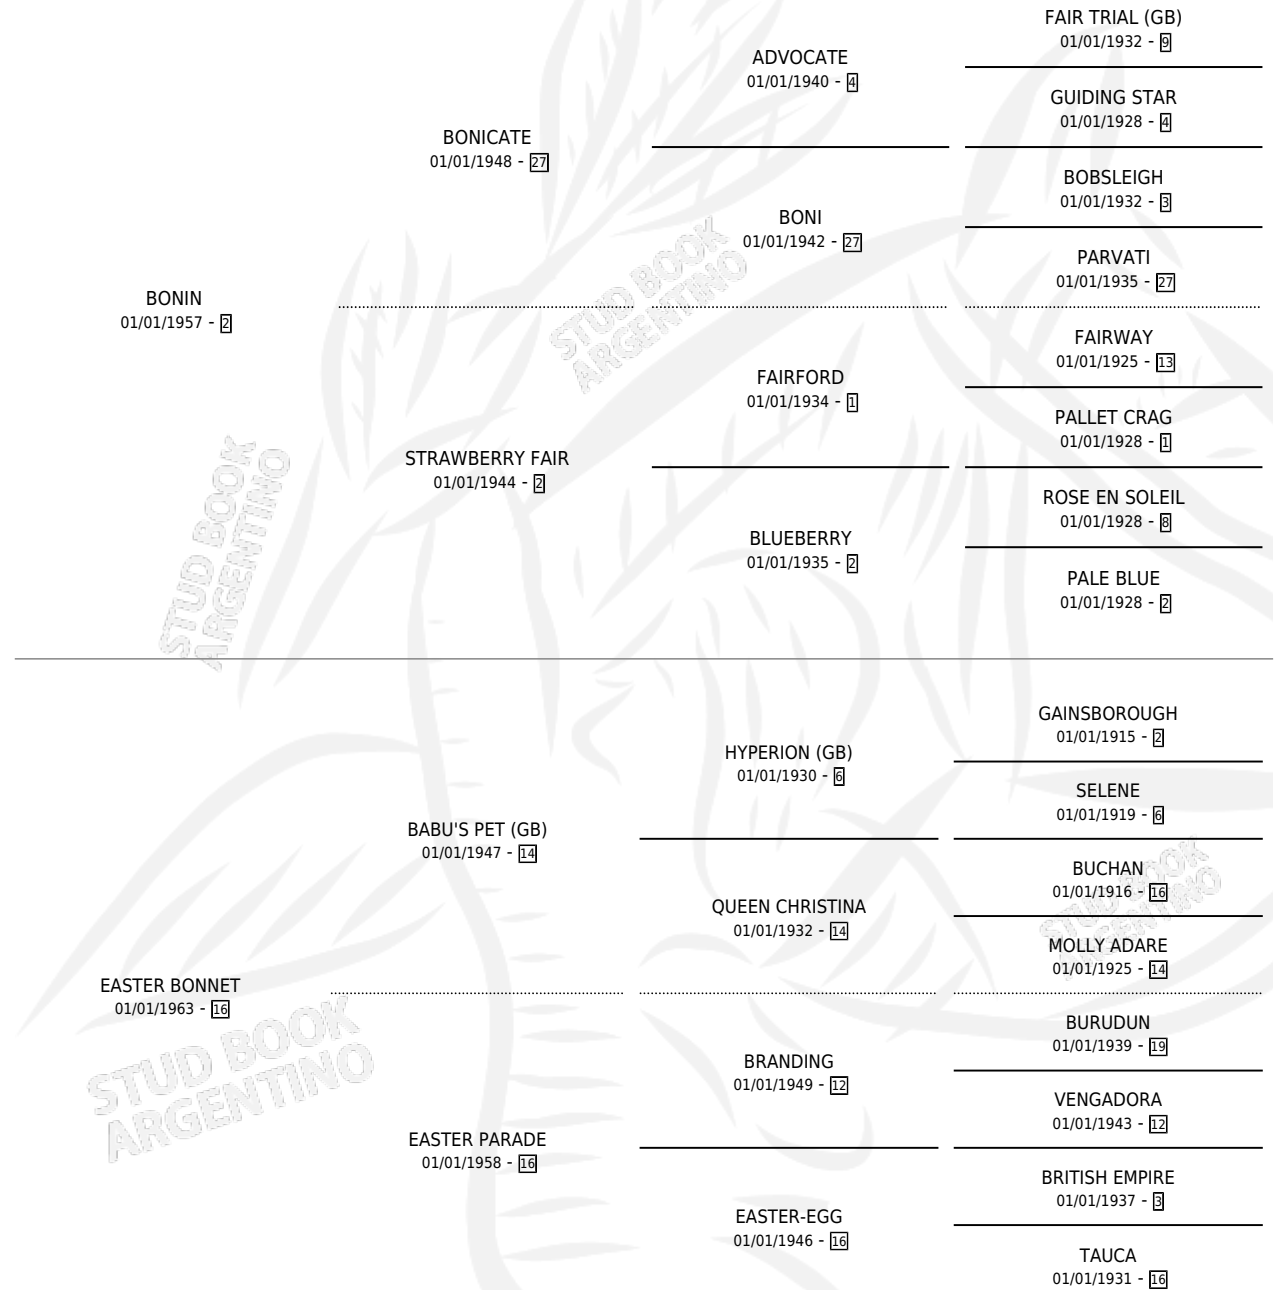 BONIN
01/01/1957 - 2
BONICATE
01/01/1948 - 27
ADVOCATE
01/01/1940 - 4
FAIR TRIAL (GB)
01/01/1932 - 9
GUIDING STAR
01/01/1928 - 4
BONI
01/01/1942 - 27
BOBSLEIGH
01/01/1932 - 3
PARVATI
01/01/1935 - 27
STRAWBERRY FAIR
01/01/1944 - 2
FAIRFORD
01/01/1934 - 1
FAIRWAY
01/01/1925 - 13
PALLET CRAG
01/01/1928 - 1
BLUEBERRY
01/01/1935 - 2
ROSE EN SOLEIL
01/01/1928 - 8
PALE BLUE
01/01/1928 - 2
EASTER BONNET
01/01/1963 - 16
BABU'S PET (GB)
01/01/1947 - 14
HYPERION (GB)
01/01/1930 - 6
GAINSBOROUGH
01/01/1915 - 2
SELENE
01/01/1919 - 6
QUEEN CHRISTINA
01/01/1932 - 14
BUCHAN
01/01/1916 - 16
MOLLY ADARE
01/01/1925 - 14
EASTER PARADE
01/01/1958 - 16
BRANDING
01/01/1949 - 12
BURUDUN
01/01/1939 - 19
VENGADORA
01/01/1943 - 12
EASTER-EGG
01/01/1946 - 16
BRITISH EMPIRE
01/01/1937 - 3
TAUCA
01/01/1931 - 16
STUD BOOK
ARGENTINO
STUD BOOK
ARGENTINO
STUD BOOK
ARGENTINO
STUD BOOK
ARGENTINO